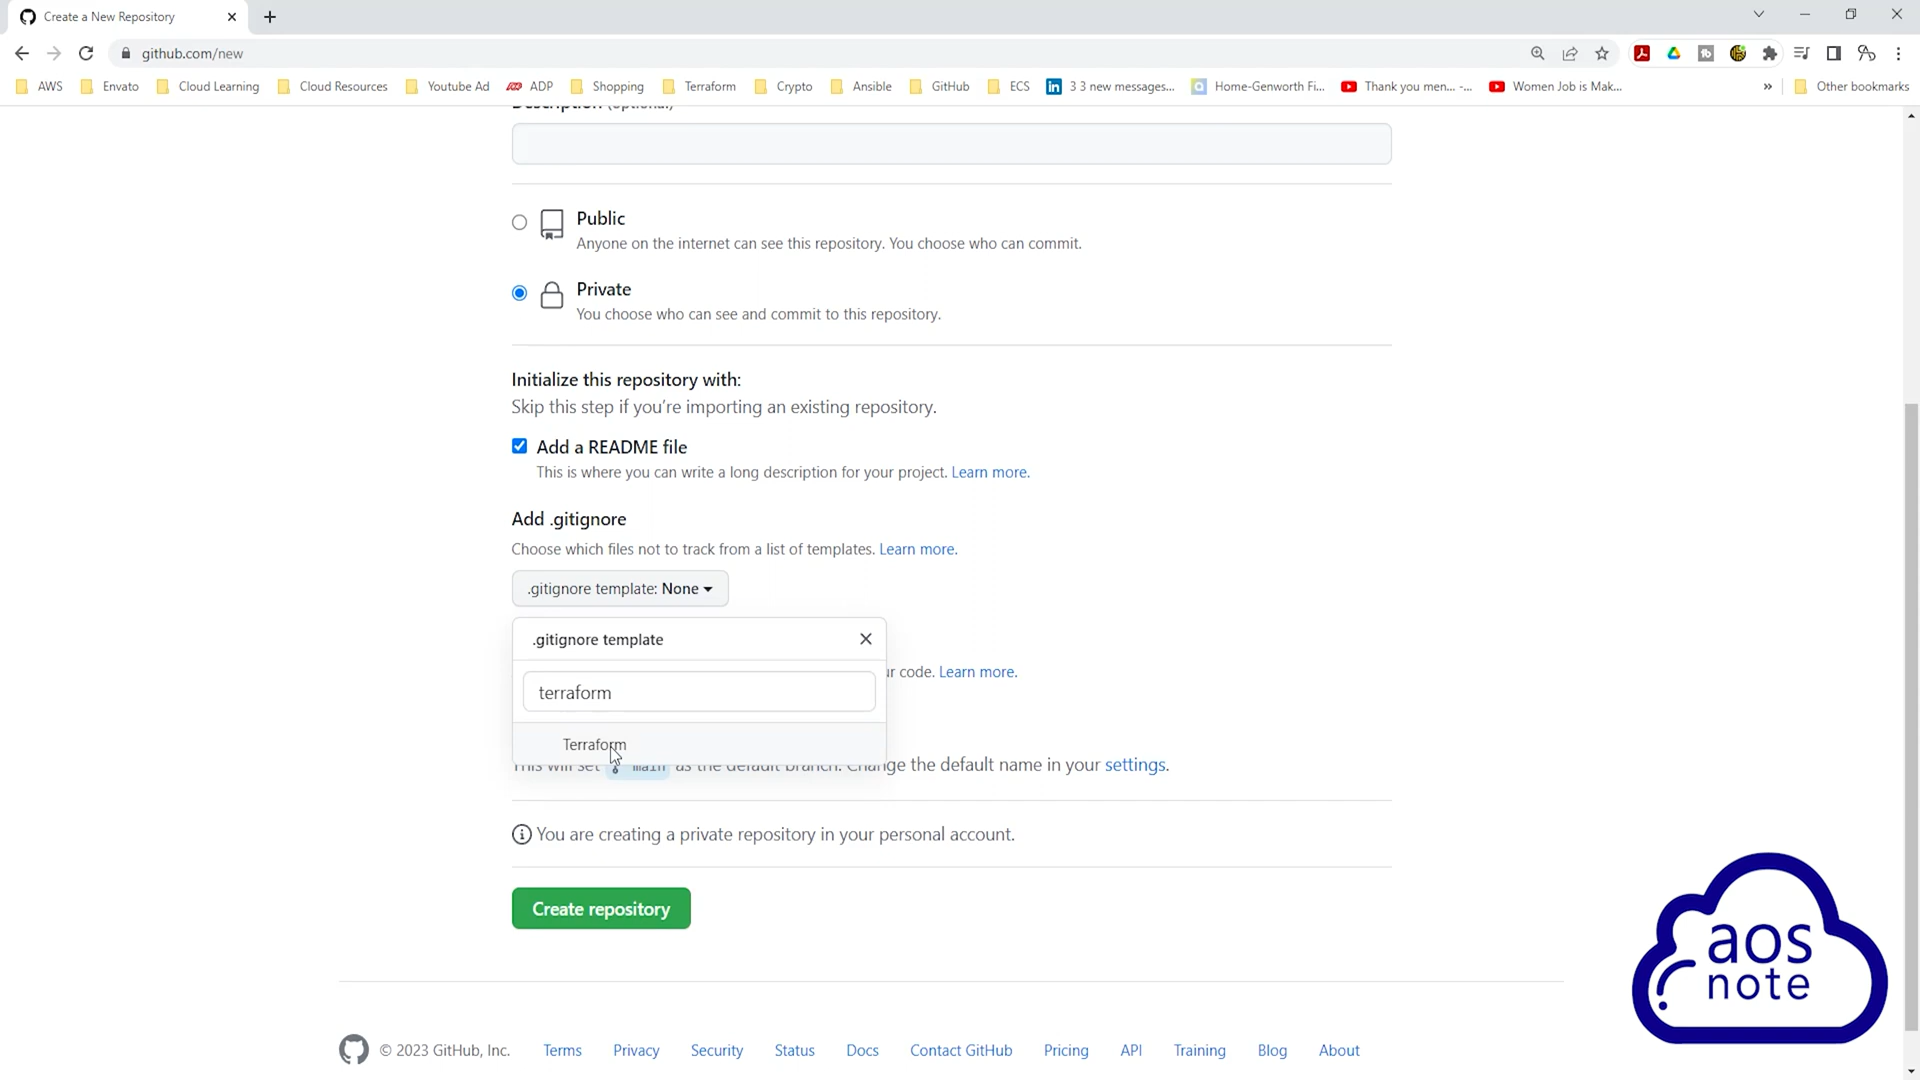 Create a New Repository
github.com/new
AWS
Envato
Cloud Learning
Cloud Resources
Youtube Ad
ADP
Shopping
Terraform
Crypto
Ansible
GitHub
ECS
3 3 new messages...
Home-Genworth Fi...
Thank you men... -...
Women Job is Mak...
»
Other bookmarks
Description (optional)
Public
Anyone on the internet can see this repository. You choose who can commit.
Private
You choose who can see and commit to this repository.
Initialize this repository with:
Skip this step if you're importing an existing repository.
Add a README file
This is where you can write a long description for your project. Learn more.
Add .gitignore
Choose which files not to track from a list of templates. Learn more.
.gitignore template: None
.gitignore template
code. Learn more.
terraform
Terraform
This will set main as the default branch. Change the default name in your settings.
You are creating a private repository in your personal account.
Create repository
aos
note
© 2023 GitHub, Inc.
Terms
Privacy
Security
Status
Docs
Contact GitHub
Pricing
API
Training
Blog
About